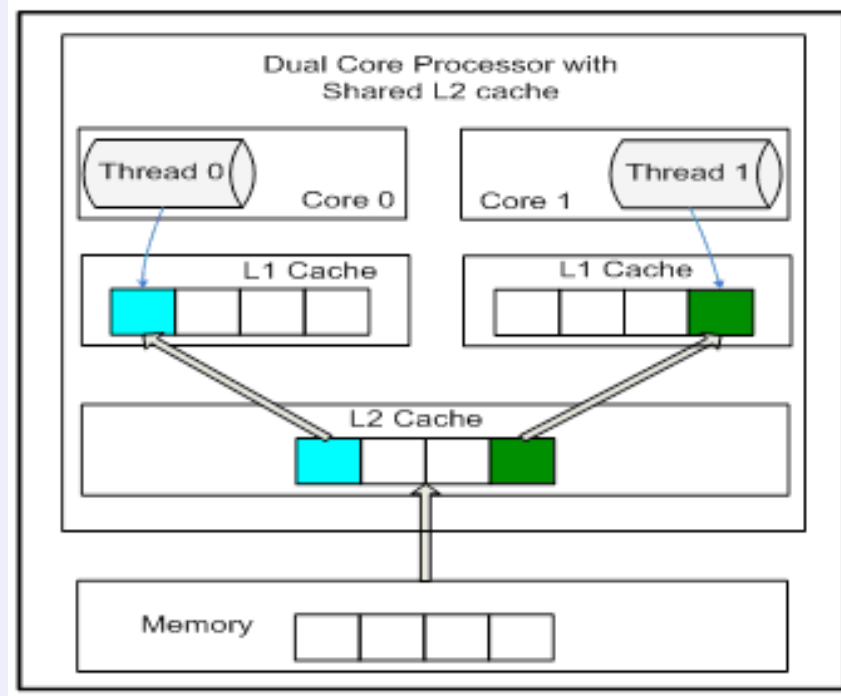 Dual Core Processor with
Shared L2 cache
Thread 0
Core 0
Core 1
Thread 1
L1 Cache
L1 Cache
L2 Cache
Memory